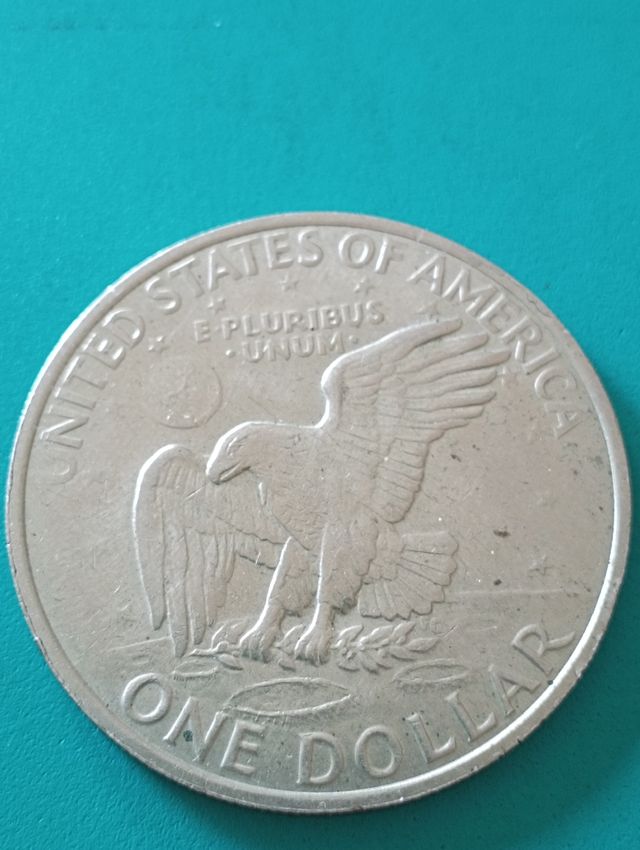 UNITED STATES OF AMERICA
E PLURIBUS
·UNUM·
ONE DOLLAR